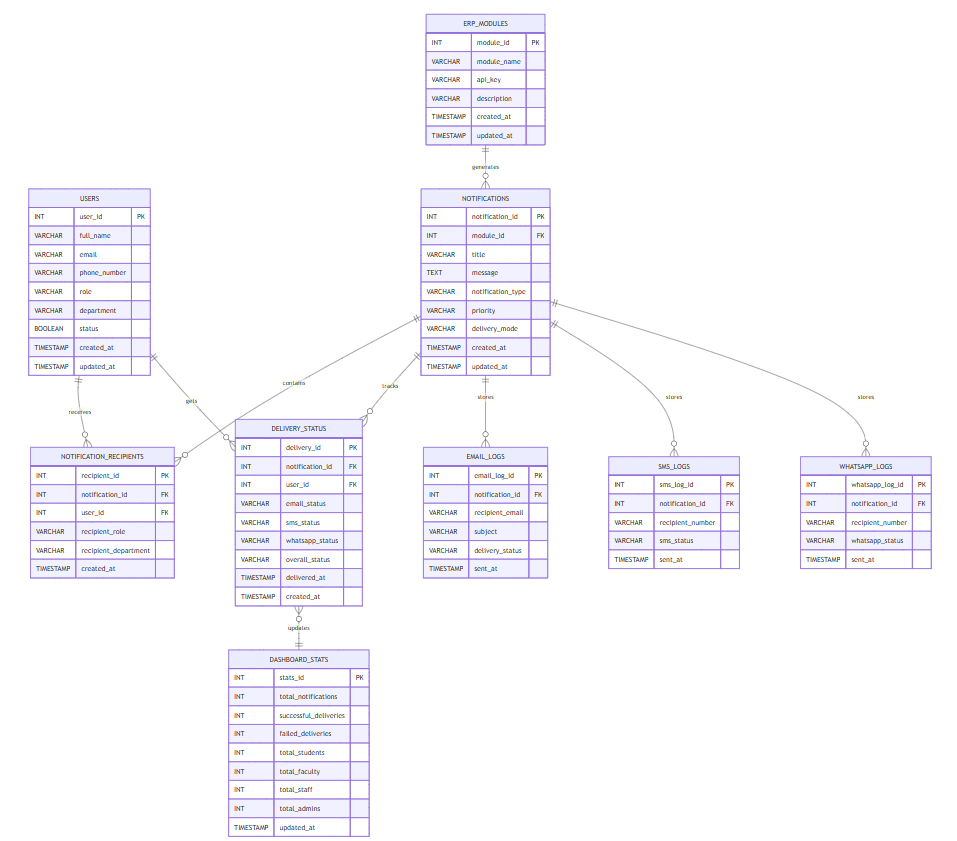 ERP_MODULES
INT module_id PK
VARCHAR module_name
VARCHAR api_key
VARCHAR description
TIMESTAMP created_at
TIMESTAMP updated_at
generates
USERS
INT user_id PK
VARCHAR full_name
VARCHAR email
VARCHAR phone_number
VARCHAR role
VARCHAR department
BOOLEAN status
TIMESTAMP created_at
TIMESTAMP updated_at
NOTIFICATIONS
INT notification_id PK
INT module_id FK
VARCHAR title
TEXT message
VARCHAR notification_type
VARCHAR priority
VARCHAR delivery_mode
TIMESTAMP created_at
TIMESTAMP updated_at
receives
gets
contains
tracks
stores
stores
stores
NOTIFICATION_RECIPIENTS
INT recipient_id PK
INT notification_id FK
INT user_id FK
VARCHAR recipient_role
VARCHAR recipient_department
TIMESTAMP created_at
DELIVERY_STATUS
INT delivery_id PK
INT notification_id FK
INT user_id FK
VARCHAR email_status
VARCHAR sms_status
VARCHAR whatsapp_status
VARCHAR overall_status
TIMESTAMP delivered_at
TIMESTAMP created_at
EMAIL_LOGS
INT email_log_id PK
INT notification_id FK
VARCHAR recipient_email
VARCHAR subject
VARCHAR delivery_status
TIMESTAMP sent_at
SMS_LOGS
INT sms_log_id PK
INT notification_id FK
VARCHAR recipient_number
VARCHAR sms_status
TIMESTAMP sent_at
WHATSAPP_LOGS
INT whatsapp_log_id PK
INT notification_id FK
VARCHAR recipient_number
VARCHAR whatsapp_status
TIMESTAMP sent_at
updates
DASHBOARD_STATS
INT stats_id PK
INT total_notifications
INT successful_deliveries
INT failed_deliveries
INT total_students
INT total_faculty
INT total_staff
INT total_admins
TIMESTAMP updated_at